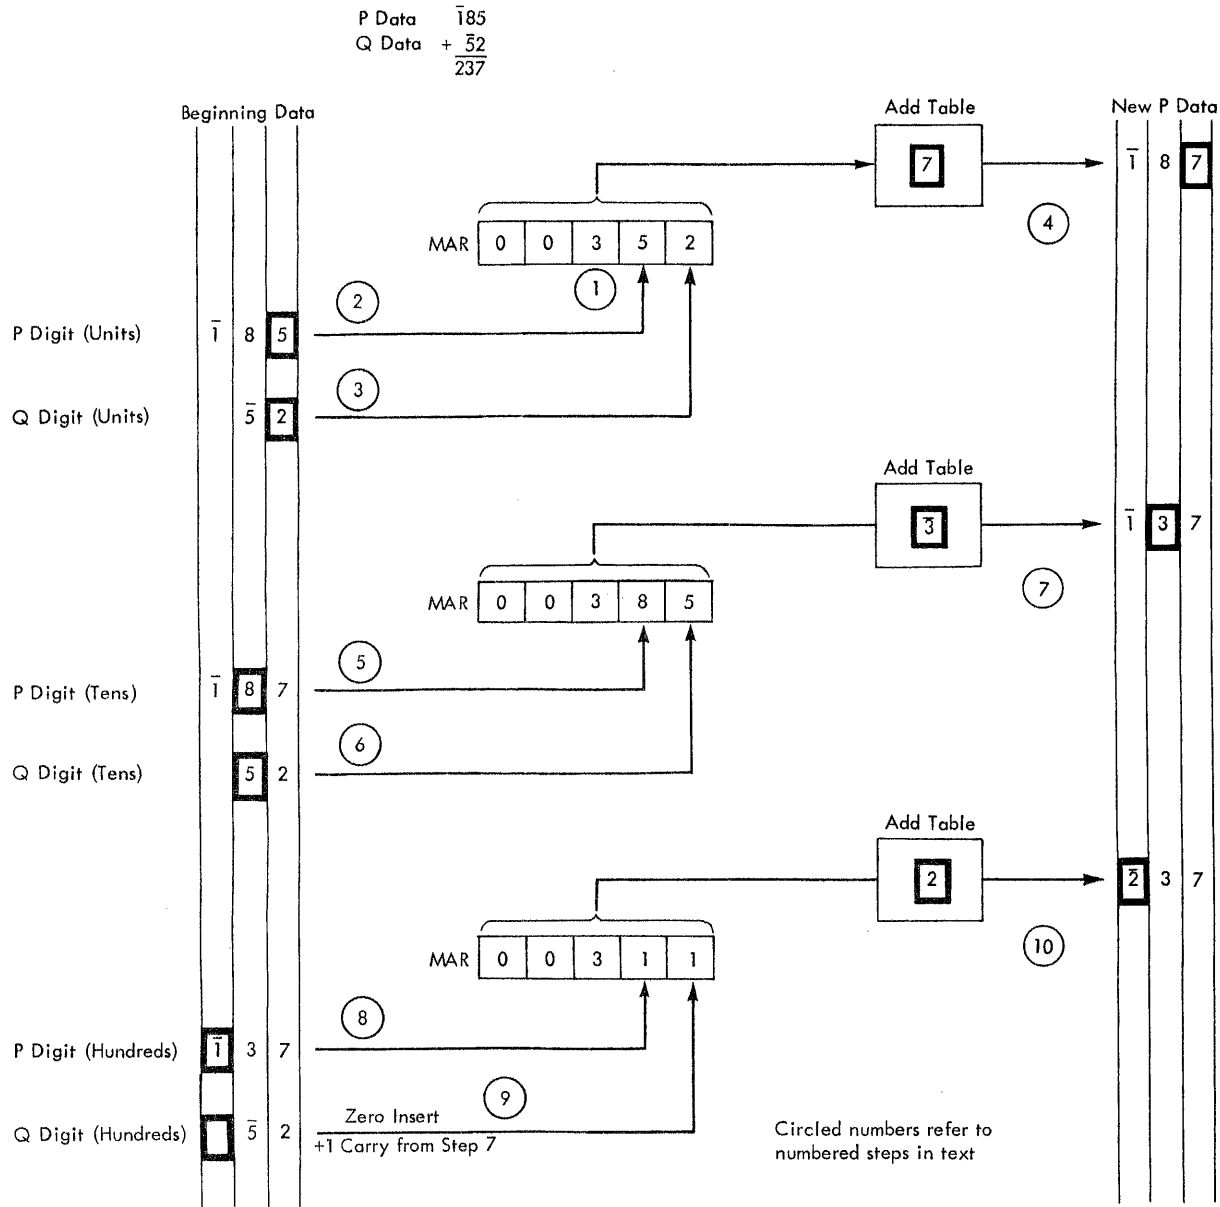 P Data 1̅85
Q Data + 5̅2
237
Beginning Data
Add Table
New P Data
7
1̅ 8 7
MAR 0 0 3 5 2
4
1
2
P Digit (Units) 1̅ 8 5
3
Q Digit (Units) 5̅ 2
Add Table
3̅
1̅ 3 7
MAR 0 0 3 8 5
7
5
P Digit (Tens) 1̅ 8 7
6
Q Digit (Tens) 5 2
Add Table
2
2̅ 3 7
MAR 0 0 3 1 1
10
8
P Digit (Hundreds) 1̅ 3 7
9
Q Digit (Hundreds) 5̅ 2
Zero Insert
+1 Carry from Step 7
Circled numbers refer to
numbered steps in text